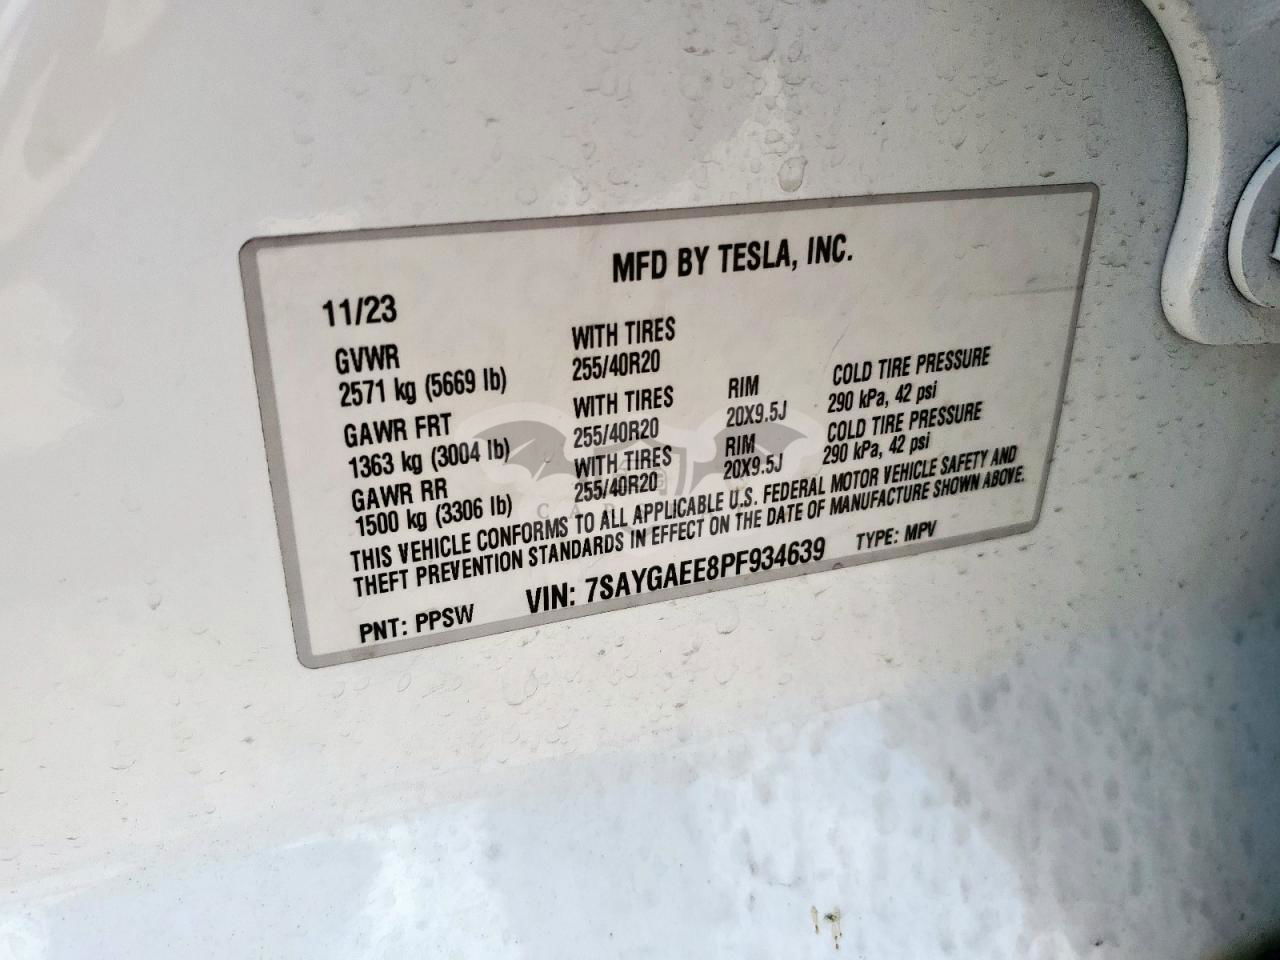 MFD BY TESLA, INC.
11/23
GVWR WITH TIRES
2571 kg (5669 lb) 255/40R20
GAWR FRT WITH TIRES RIM COLD TIRE PRESSURE
1363 kg (3004 lb) 255/40R20 20X9.5J 290 kPa, 42 psi
GAWR RR WITH TIRES RIM COLD TIRE PRESSURE
1500 kg (3306 lb) 255/40R20 20X9.5J 290 kPa, 42 psi
THIS VEHICLE CONFORMS TO ALL APPLICABLE U.S. FEDERAL MOTOR VEHICLE SAFETY AND
THEFT PREVENTION STANDARDS IN EFFECT ON THE DATE OF MANUFACTURE SHOWN ABOVE.
PNT: PPSW VIN: 7SAYGAEE8PF934639 TYPE: MPV